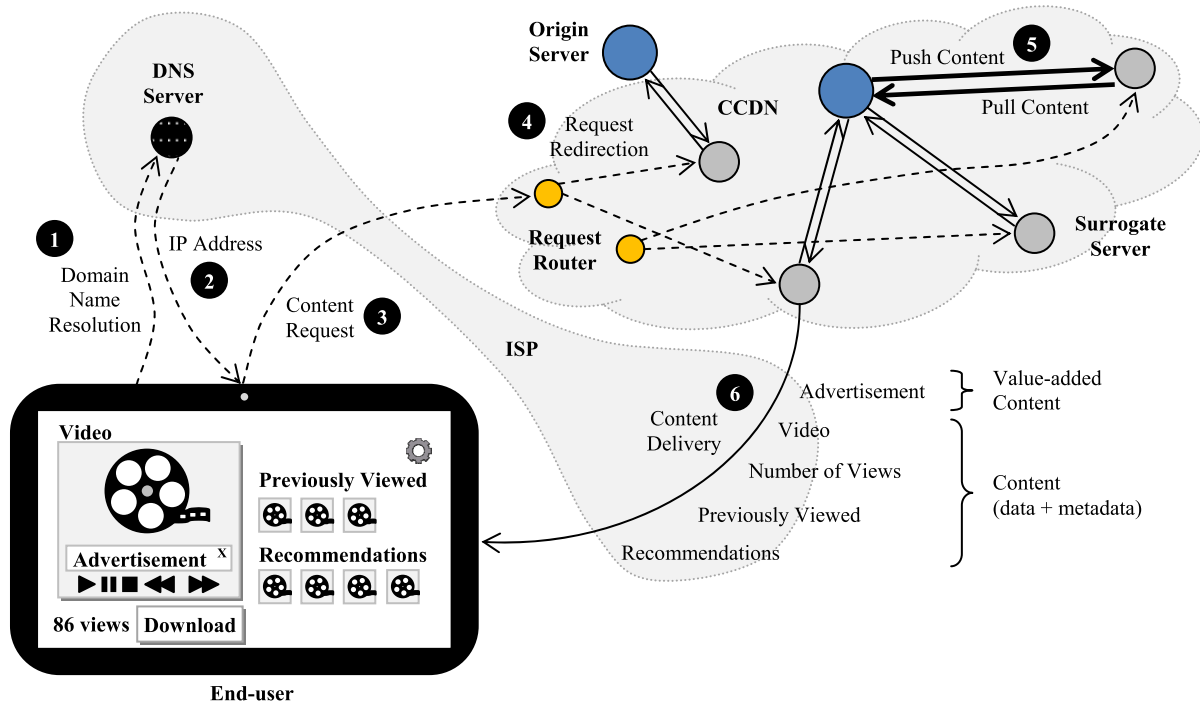 Origin
Server
5
Push Content
DNS
Server
CCDN
Pull Content
4
Request
Redirection
1
IP Address
2
Request
Router
Surrogate
Server
Domain
Name
Resolution
Content
Request
3
ISP
6
Content
Delivery
Advertisement
Value-added
Content
Video
Number of Views
Previously Viewed
Recommendations
Content
(data + metadata)
Video
Previously Viewed
Advertisement X
Recommendations
86 views
Download
End-user